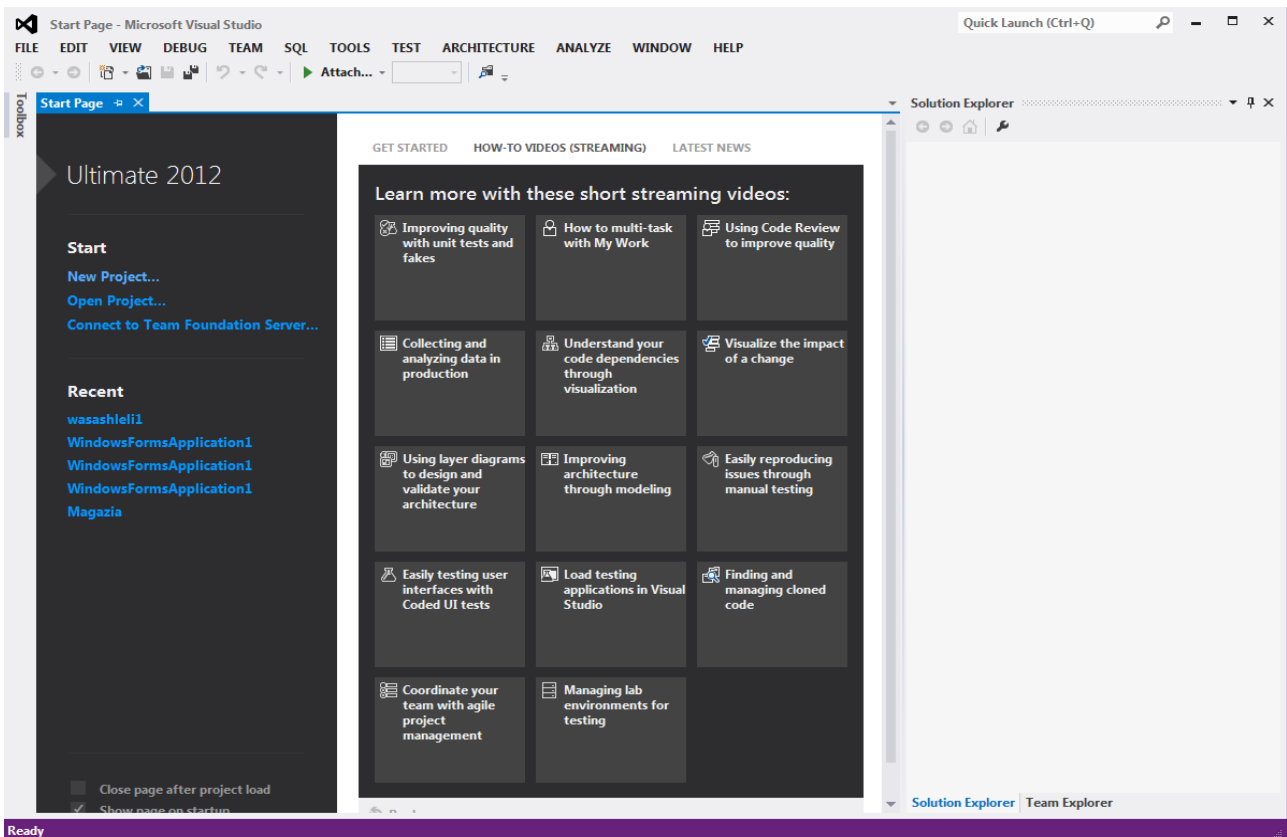 Start Page - Microsoft Visual Studio
Quick Launch (Ctrl+Q)
FILE EDIT VIEW DEBUG TEAM SQL TOOLS TEST ARCHITECTURE ANALYZE WINDOW HELP
Attach...
Toolbox
Start Page
Ultimate 2012
Start
New Project...
Open Project...
Connect to Team Foundation Server...
Recent
wasashleli1
WindowsFormsApplication1
WindowsFormsApplication1
WindowsFormsApplication1
Magazia
Close page after project load
Show page on startup
GET STARTED HOW-TO VIDEOS (STREAMING) LATEST NEWS
Learn more with these short streaming videos:
Improving quality
with unit tests and
fakes
How to multi-task
with My Work
Using Code Review
to improve quality
Collecting and
analyzing data in
production
Understand your
code dependencies
through
visualization
Visualize the impact
of a change
Using layer diagrams
to design and
validate your
architecture
Improving
architecture
through modeling
Easily reproducing
issues through
manual testing
Easily testing user
interfaces with
Coded UI tests
Load testing
applications in Visual
Studio
Finding and
managing cloned
code
Coordinate your
team with agile
project
management
Managing lab
environments for
testing
Solution Explorer
Solution Explorer Team Explorer
Ready